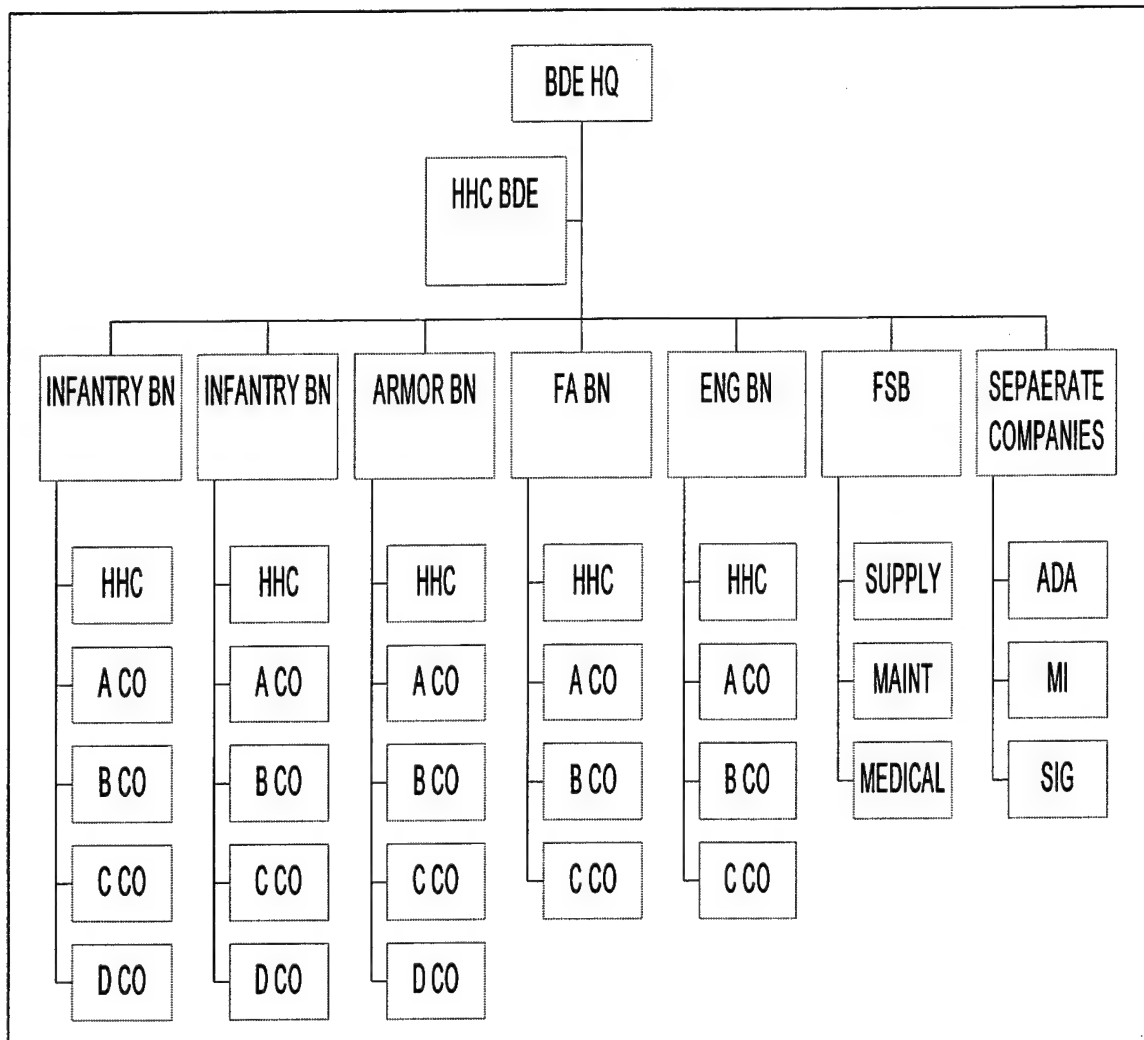 BDE HQ
HHC BDE
INFANTRY BN
INFANTRY BN
ARMOR BN
FA BN
ENG BN
FSB
SEPAERATE
COMPANIES
HHC
HHC
HHC
HHC
HHC
SUPPLY
ADA
A CO
A CO
A CO
A CO
A CO
MAINT
MI
B CO
B CO
B CO
B CO
B CO
MEDICAL
SIG
C CO
C CO
C CO
C CO
C CO
D CO
D CO
D CO